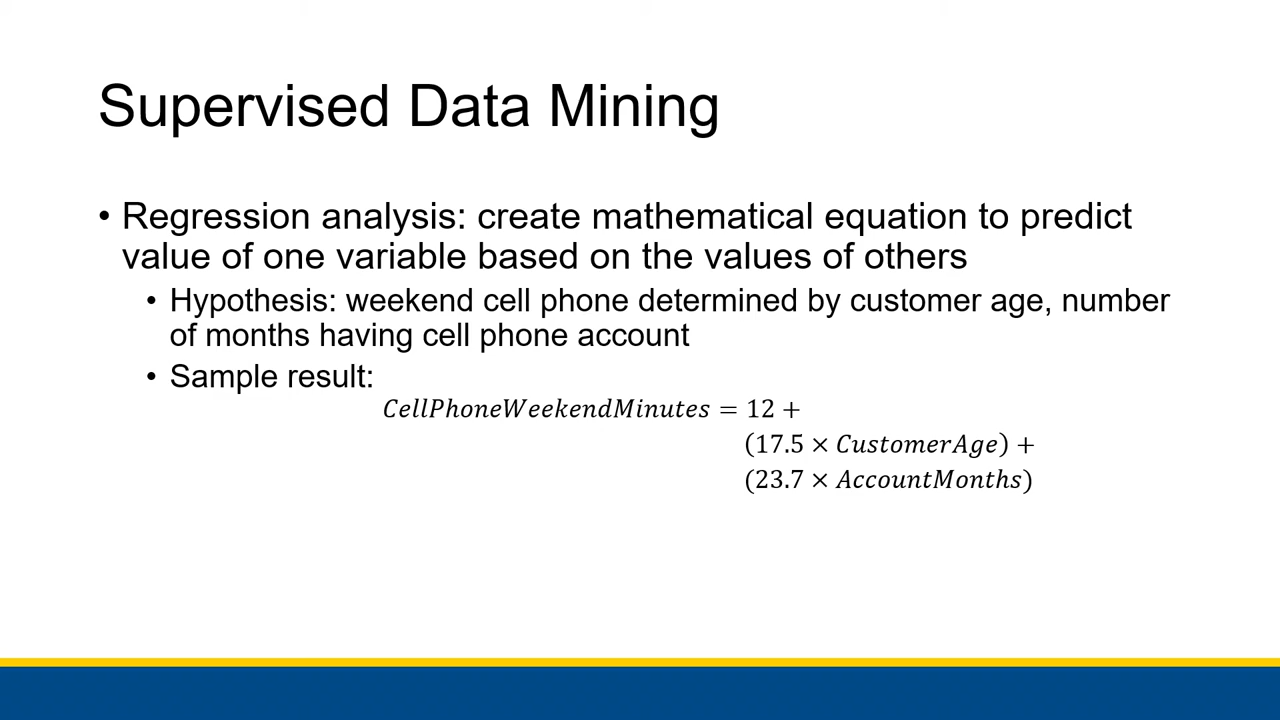 Supervised Data Mining
• Regression analysis: create mathematical equation to predict
value of one variable based on the values of others
• Hypothesis: weekend cell phone determined by customer age, number
of months having cell phone account
• Sample result:
CellPhoneWeekendMinutes = 12 +
(17.5 × CustomerAge) +
(23.7 × AccountMonths)